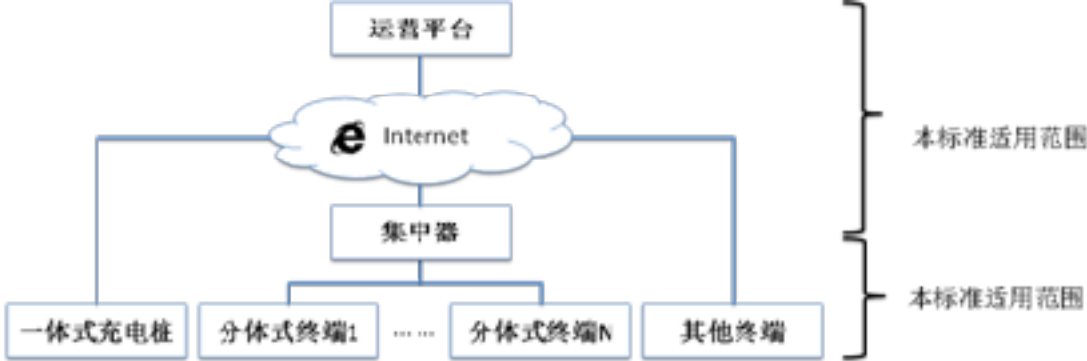 运营平台
Internet
本标准适用范围
集中器
本标准适用范围
一体式充电桩 分体式终端1 …… 分体式终端N 其他终端